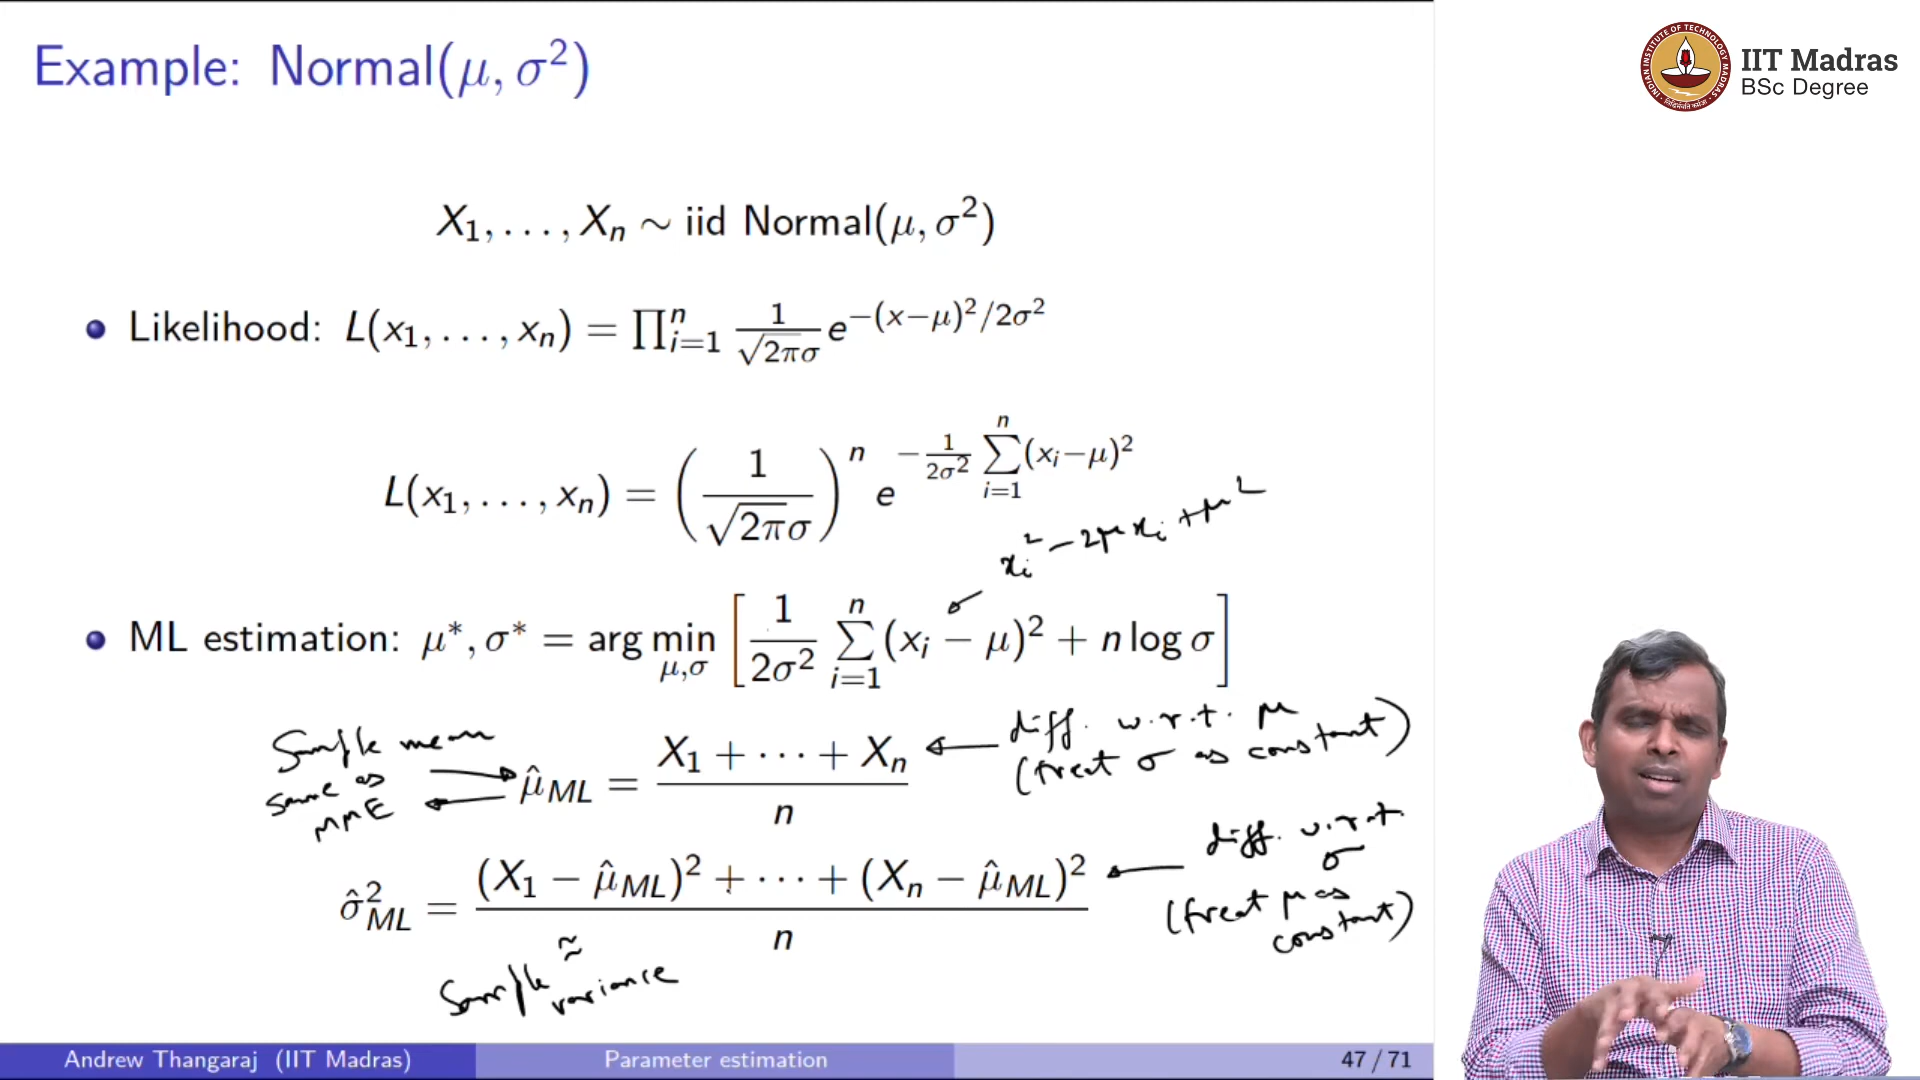 Example: Normal(μ, σ²)
IIT Madras
BSc Degree
X₁, . . . , Xₙ ∼ iid Normal(μ, σ²)
Likelihood: L(x₁, . . . , xₙ) = ∏ⁿᵢ₌₁ 1/(√2πσ) e^{−(x−μ)²/2σ²}
L(x₁, . . . , xₙ) = (1/(√2πσ))ⁿ e^{−1/(2σ²) ∑ⁿᵢ₌₁ (xᵢ−μ)²}
xᵢ² − 2μxᵢ + μ²
ML estimation: μ*, σ* = arg min_{μ,σ} [1/(2σ²) ∑ⁿᵢ₌₁ (xᵢ − μ)² + n log σ]
Sample mean
same as
MME
μ̂_ML = (X₁ + · · · + Xₙ)/n
diff. w.r.t. μ
(treat σ as constant)
σ̂²_ML = ((X₁ − μ̂_ML)² + · · · + (Xₙ − μ̂_ML)²)/n
diff. w.r.t.
σ
(treat μ as
constant)
≈
Sample variance
Andrew Thangaraj (IIT Madras)
Parameter estimation
47 / 71